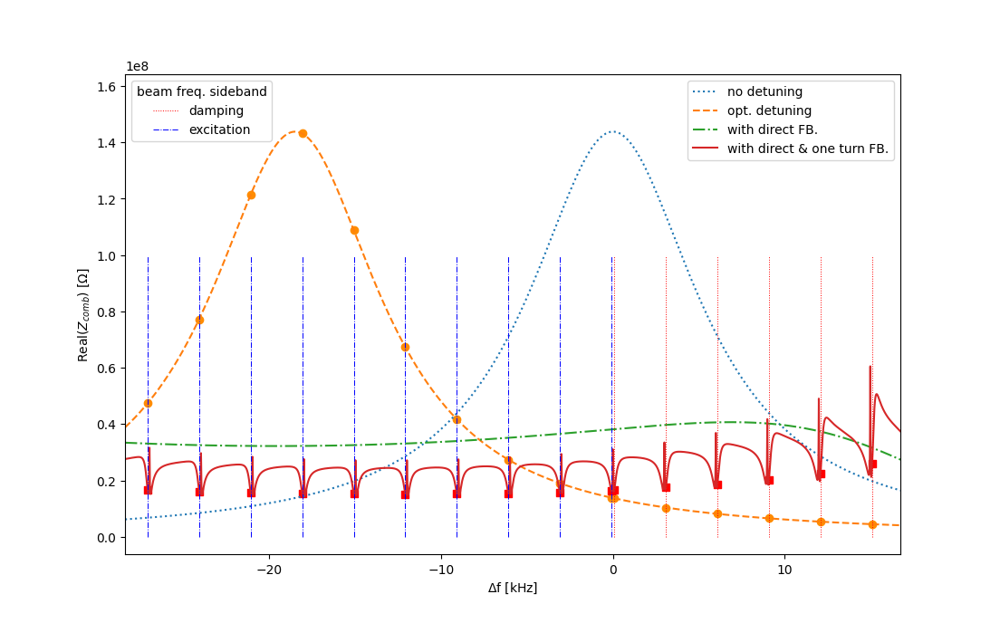 1e8
1.6
1.4
1.2
1.0
0.8
0.6
0.4
0.2
0.0
Real(Z_comb) [Ω]
beam freq. sideband
damping
excitation
no detuning
opt. detuning
with direct FB.
with direct & one turn FB.
−20
−10
0
10
Δf [kHz]